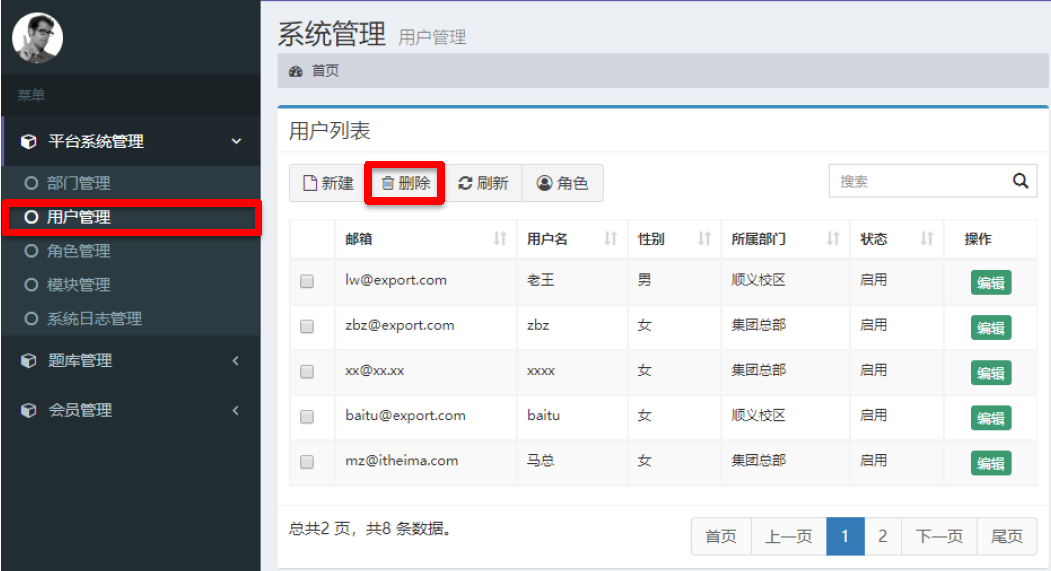 系统管理 用户管理
首页
菜单
平台系统管理
部门管理
用户管理
角色管理
模块管理
系统日志管理
题库管理
会员管理
用户列表
新建 删除 刷新 角色 搜索
邮箱 用户名 性别 所属部门 状态 操作
lw@export.com 老王 男 顺义校区 启用 编辑
zbz@export.com zbz 女 集团总部 启用 编辑
xx@xx.xx xxxx 女 集团总部 启用 编辑
baitu@export.com baitu 女 顺义校区 启用 编辑
mz@itheima.com 马总 女 集团总部 启用 编辑
总共2 页，共8 条数据。 首页 上一页 1 2 下一页 尾页